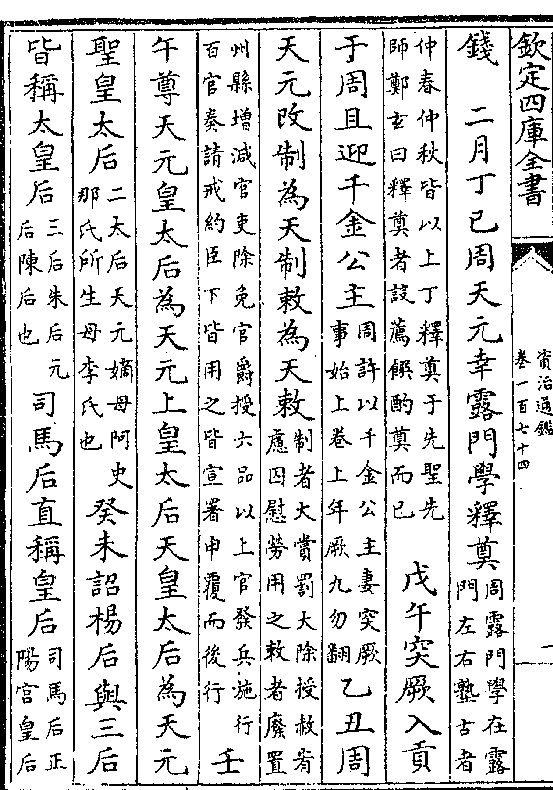 欽定四庫全書
資治通鑑
卷一百七十四
一
錢 二月丁巳周天元幸露門學釋奠周露門學在露門左右塾古者
仲春仲秋皆以上丁釋奠于先聖先師鄭玄曰釋奠者設薦饌酌奠而已 戊午突厥入貢
于周且迎千金公主周許以千金公主妻突厥事始上卷上年厥九勿翻乙丑周
天元改制為天制敕為天敕制者大賞罰大除授赦宥慮囚慰勞用之敕者廢置
州縣增減官吏除免官爵授六品以上官發兵施行百官奏請戒約臣下皆用之皆宣署申覆而後行 壬
午尊天元皇太后為天元上皇太后天皇太后為天元
聖皇太后二太后天元嫡母阿史那氏所生母李氏也 癸未詔楊后與三后
皆稱太皇后三后朱后元后陳后也 司馬后直稱皇后司馬后正陽宮皇后